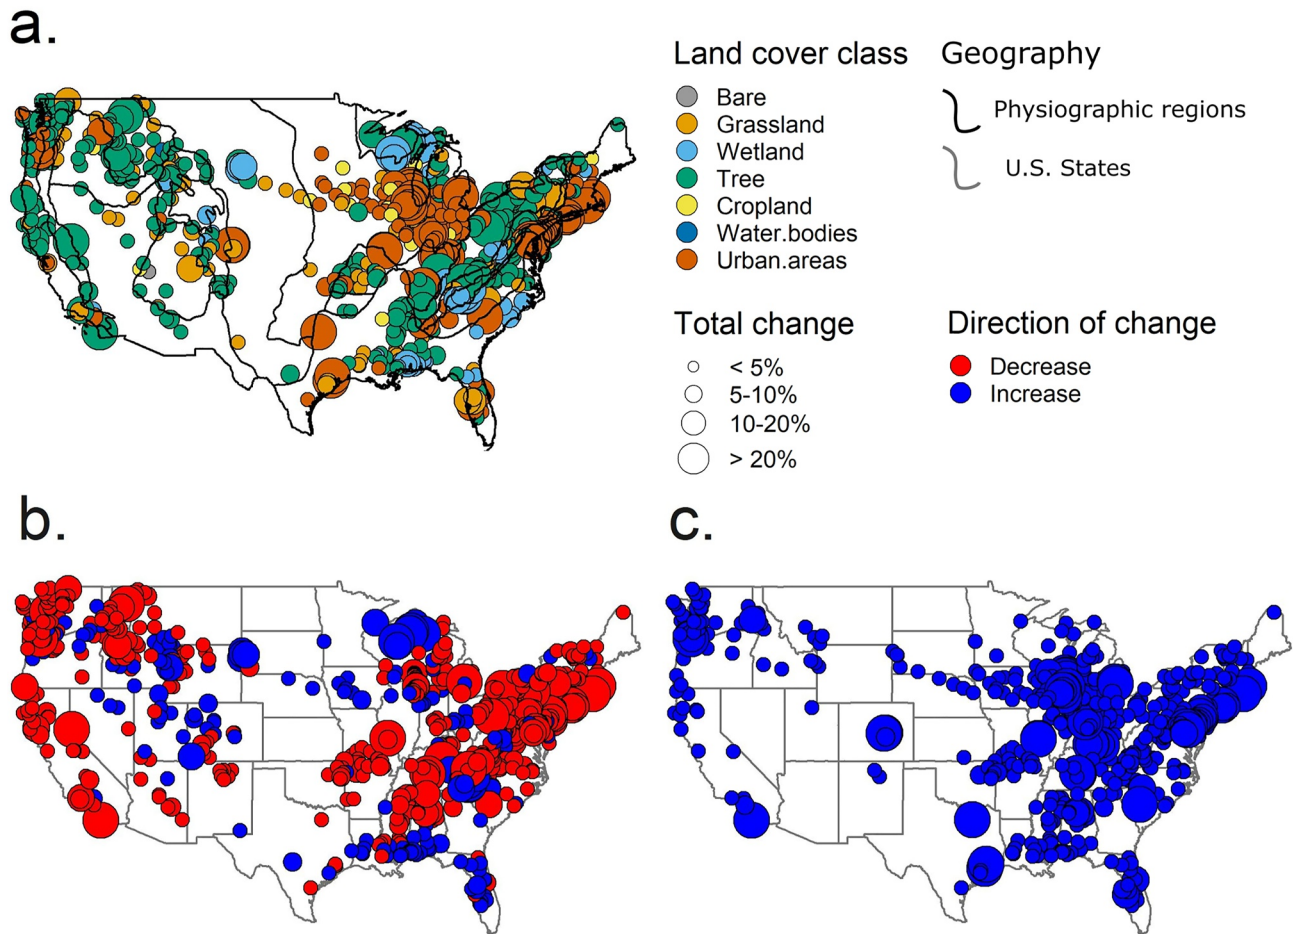 a.
Land cover class
Bare
Grassland
Wetland
Tree
Cropland
Water.bodies
Urban.areas
Geography
Physiographic regions
U.S. States
Total change
< 5%
5-10%
10-20%
> 20%
Direction of change
Decrease
Increase
b.
c.